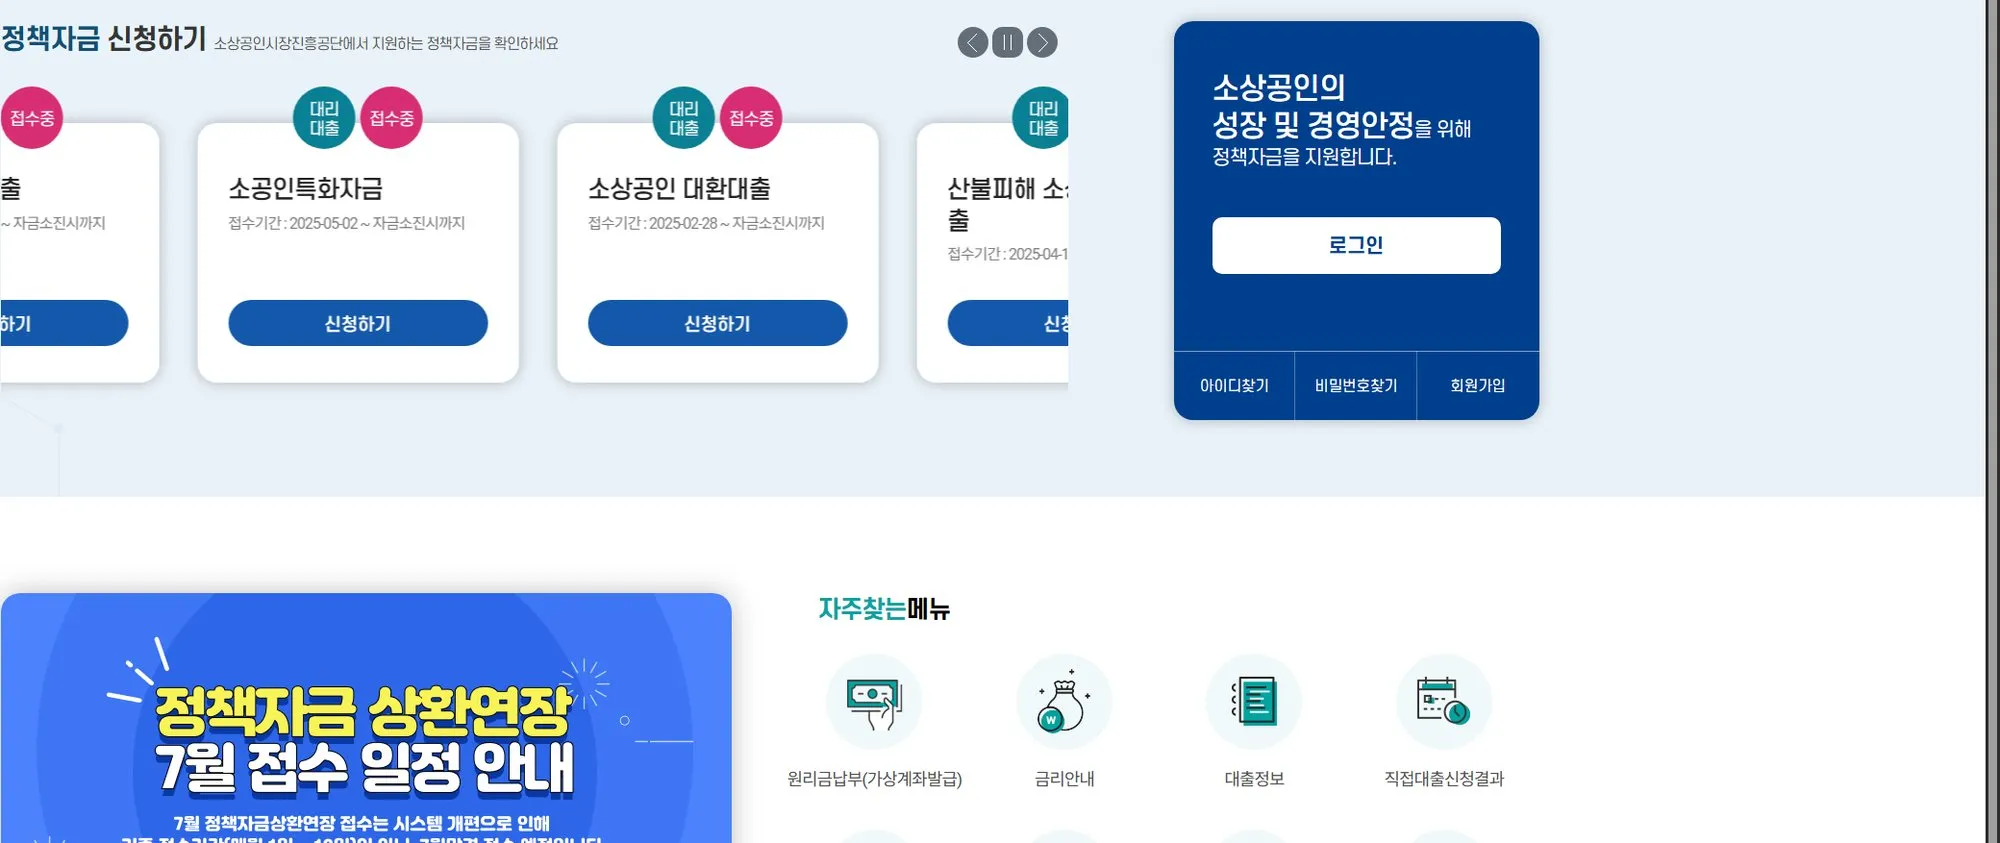 정책자금 신청하기 소상공인시장진흥공단에서 지원하는 정책자금을 확인하세요
접수중
출
~ 자금소진시까지
하기
대리
대출
접수중
소공인특화자금
접수기간 : 2025-05-02 ~ 자금소진시까지
신청하기
대리
대출
접수중
소상공인 대환대출
접수기간 : 2025-02-28 ~ 자금소진시까지
신청하기
대리
대출
산불피해 소
출
접수기간 : 2025-04-1
신
소상공인의
성장 및 경영안정을 위해
정책자금을 지원합니다.
로그인
아이디찾기
비밀번호찾기
회원가입
정책자금 상환연장
7월 접수 일정 안내
7월 정책자금상환연장 접수는 시스템 개편으로 인해
자주찾는메뉴
W
원리금납부(가상계좌발급)
금리안내
대출정보
직접대출신청결과